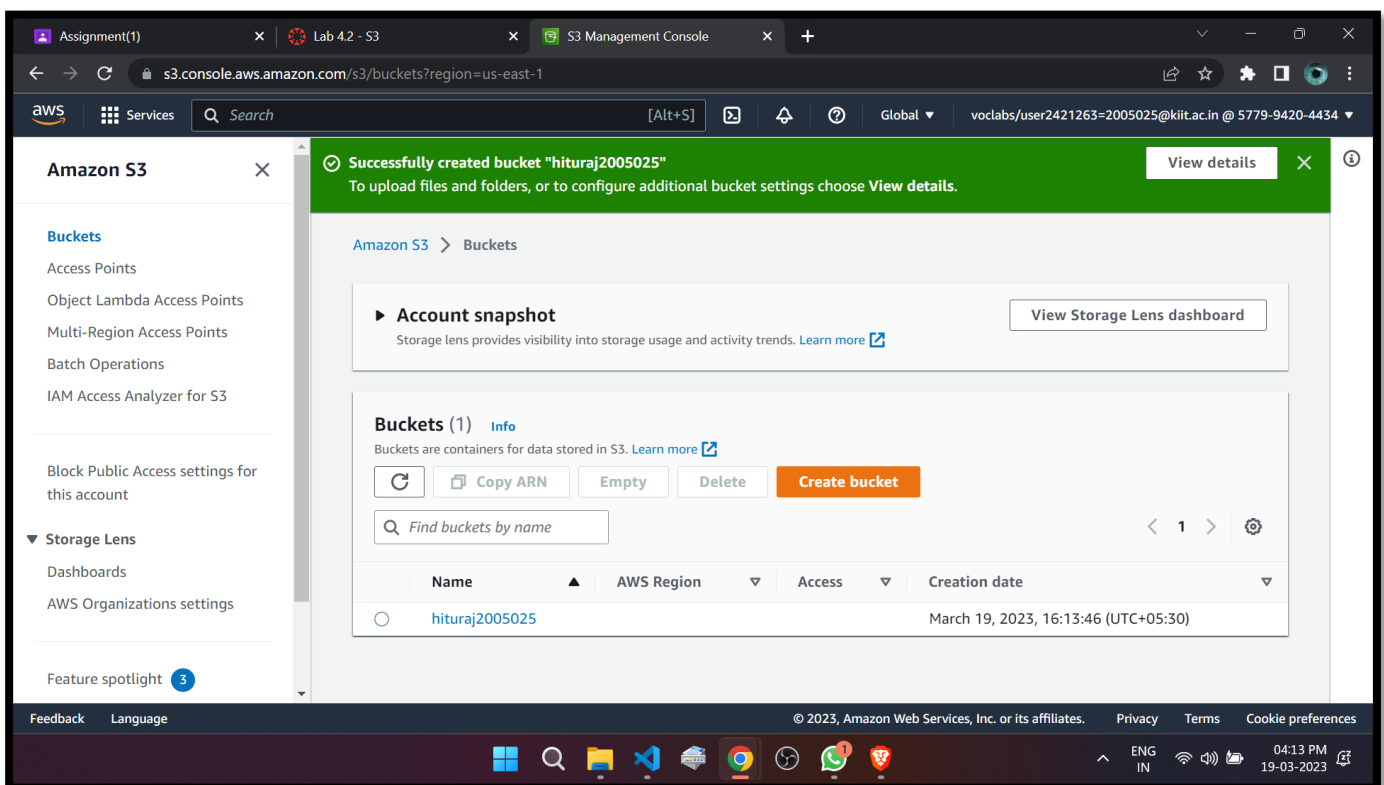 Assignment(1)
Lab 4.2 - S3
S3 Management Console
s3.console.aws.amazon.com/s3/buckets?region=us-east-1
aws
Services
Search
[Alt+S]
Global
voclabs/user2421263=2005025@kiit.ac.in @ 5779-9420-4434
Amazon S3
Buckets
Access Points
Object Lambda Access Points
Multi-Region Access Points
Batch Operations
IAM Access Analyzer for S3
Block Public Access settings for
this account
Storage Lens
Dashboards
AWS Organizations settings
Feature spotlight 3
Successfully created bucket "hituraj2005025"
To upload files and folders, or to configure additional bucket settings choose View details.
View details
Amazon S3 > Buckets
Account snapshot
Storage lens provides visibility into storage usage and activity trends. Learn more
View Storage Lens dashboard
Buckets (1) Info
Buckets are containers for data stored in S3. Learn more
Copy ARN
Empty
Delete
Create bucket
Find buckets by name
1
Name AWS Region Access Creation date
hituraj2005025 March 19, 2023, 16:13:46 (UTC+05:30)
Feedback Language
© 2023, Amazon Web Services, Inc. or its affiliates. Privacy Terms Cookie preferences
1
ENG
IN
04:13 PM
19-03-2023